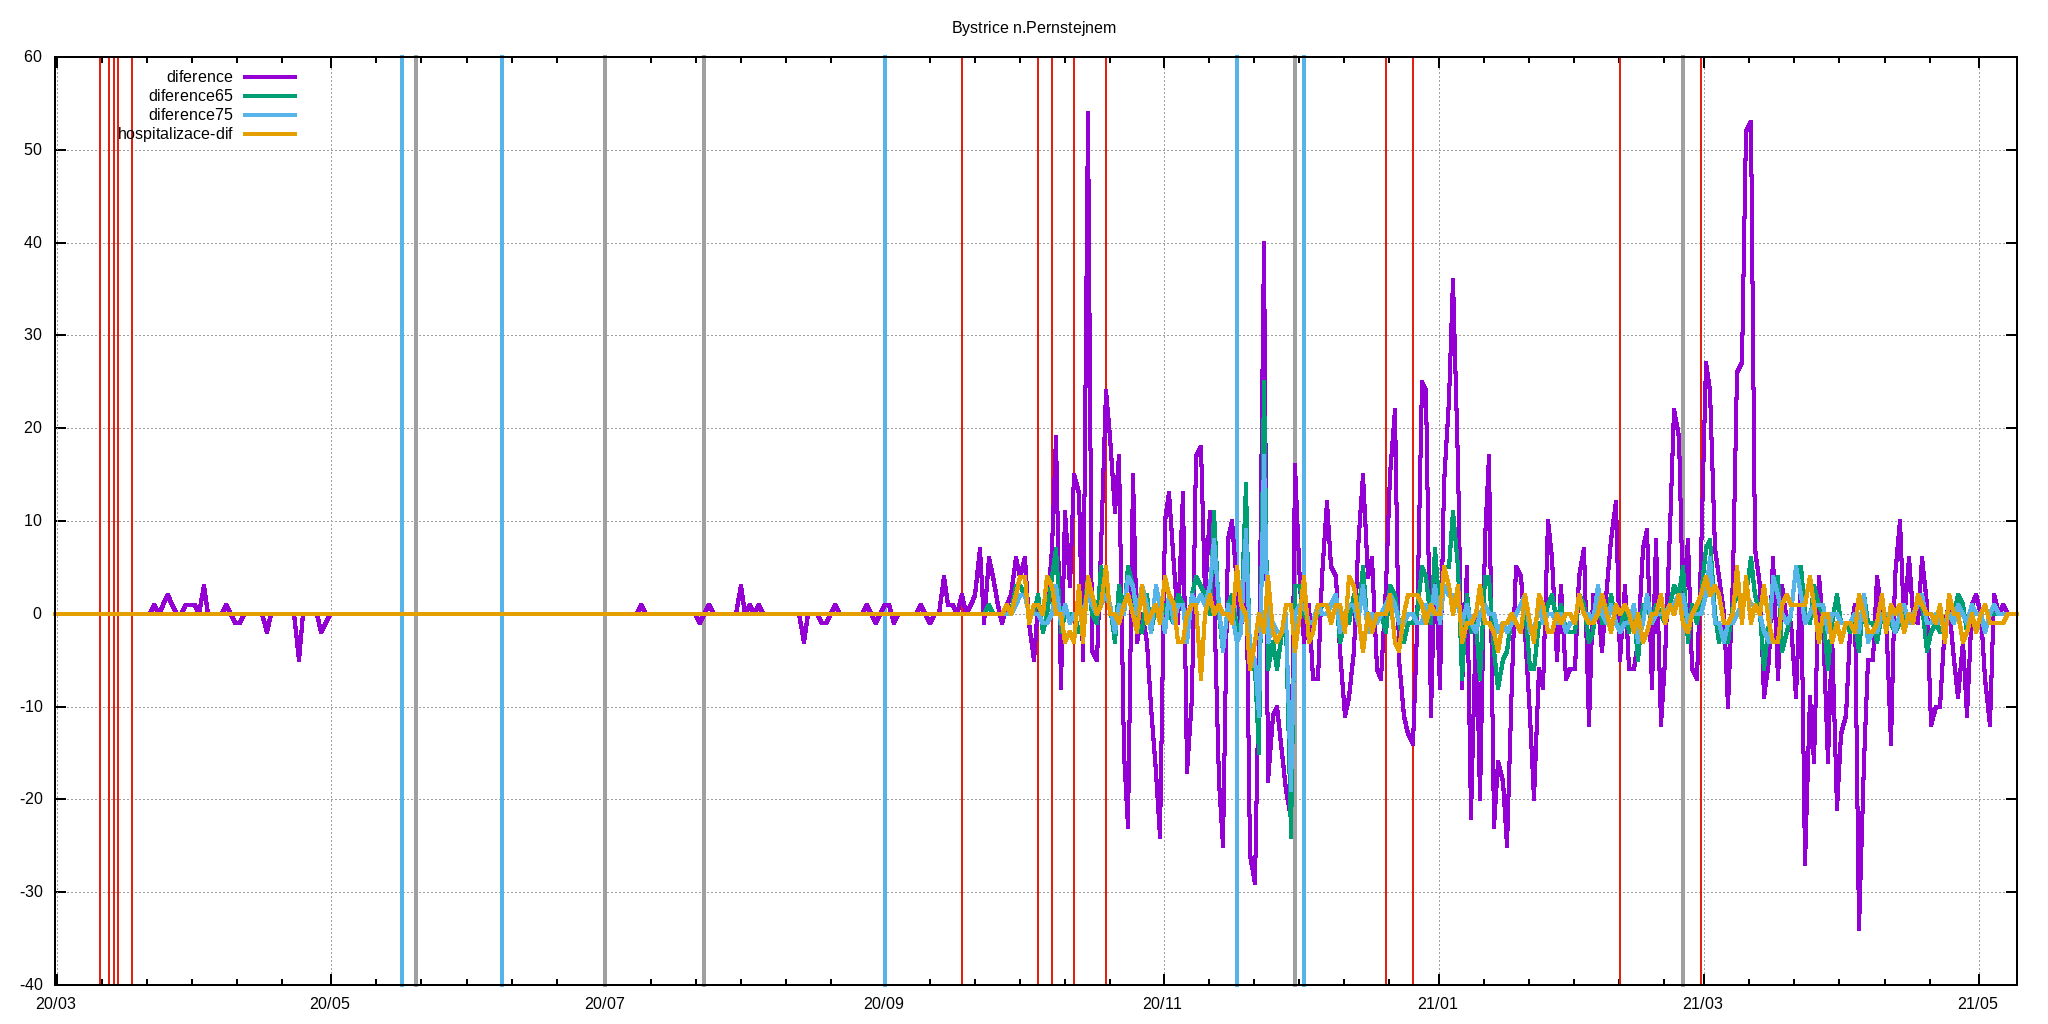 Bystrice n.Pernstejnem
diference
diference65
diference75
hospitalizace-dif
60
50
40
30
20
10
0
-10
-20
-30
-40
20/03 20/05 20/07 20/09 20/11 21/01 21/03 21/05